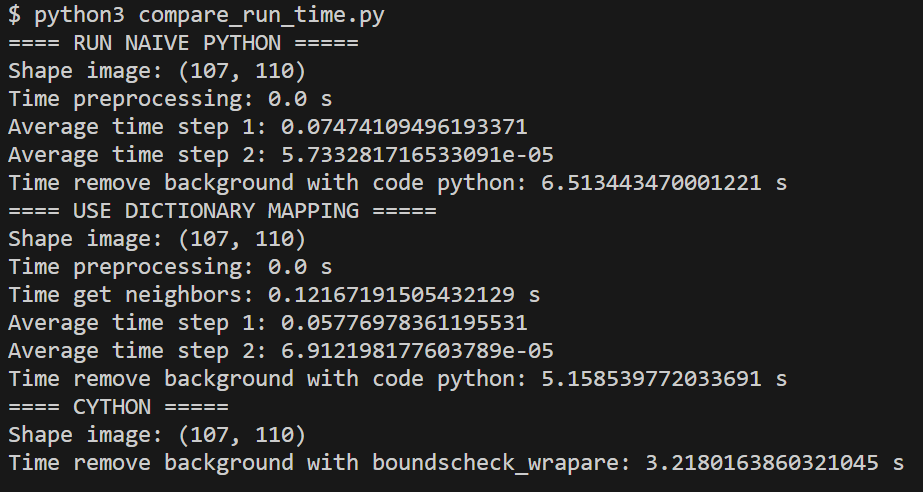 $ python3 compare_run_time.py
==== RUN NAIVE PYTHON =====
Shape image: (107, 110)
Time preprocessing: 0.0 s
Average time step 1: 0.07474109496193371
Average time step 2: 5.733281716533091e-05
Time remove background with code python: 6.513443470001221 s
==== USE DICTIONARY MAPPING =====
Shape image: (107, 110)
Time preprocessing: 0.0 s
Time get neighbors: 0.12167191505432129 s
Average time step 1: 0.05776978361195531
Average time step 2: 6.912198177603789e-05
Time remove background with code python: 5.158539772033691 s
==== CYTHON =====
Shape image: (107, 110)
Time remove background with boundscheck_wrapare: 3.2180163860321045 s